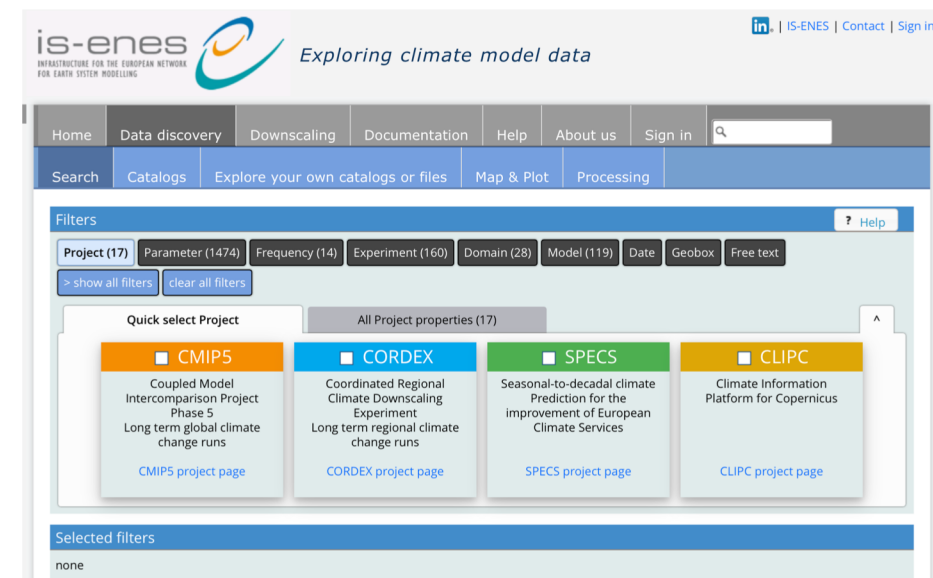 is-enes
INFRASTRUCTURE FOR THE EUROPEAN NETWORK
FOR EARTH SYSTEM MODELLING
Exploring climate model data
in. | IS-ENES | Contact | Sign in
Home Data discovery Downscaling Documentation Help About us Sign in
Search Catalogs Explore your own catalogs or files Map & Plot Processing
Filters
? Help
Project (17) Parameter (1474) Frequency (14) Experiment (160) Domain (28) Model (119) Date Geobox Free text
> show all filters clear all filters
Quick select Project All Project properties (17) ^
CMIP5
Coupled Model
Intercomparison Project
Phase 5
Long term global climate
change runs
CMIP5 project page
CORDEX
Coordinated Regional
Climate Downscaling
Experiment
Long term regional climate
change runs
CORDEX project page
SPECS
Seasonal-to-decadal climate
Prediction for the
improvement of European
Climate Services
SPECS project page
CLIPC
Climate Information
Platform for Copernicus
CLIPC project page
Selected filters
none